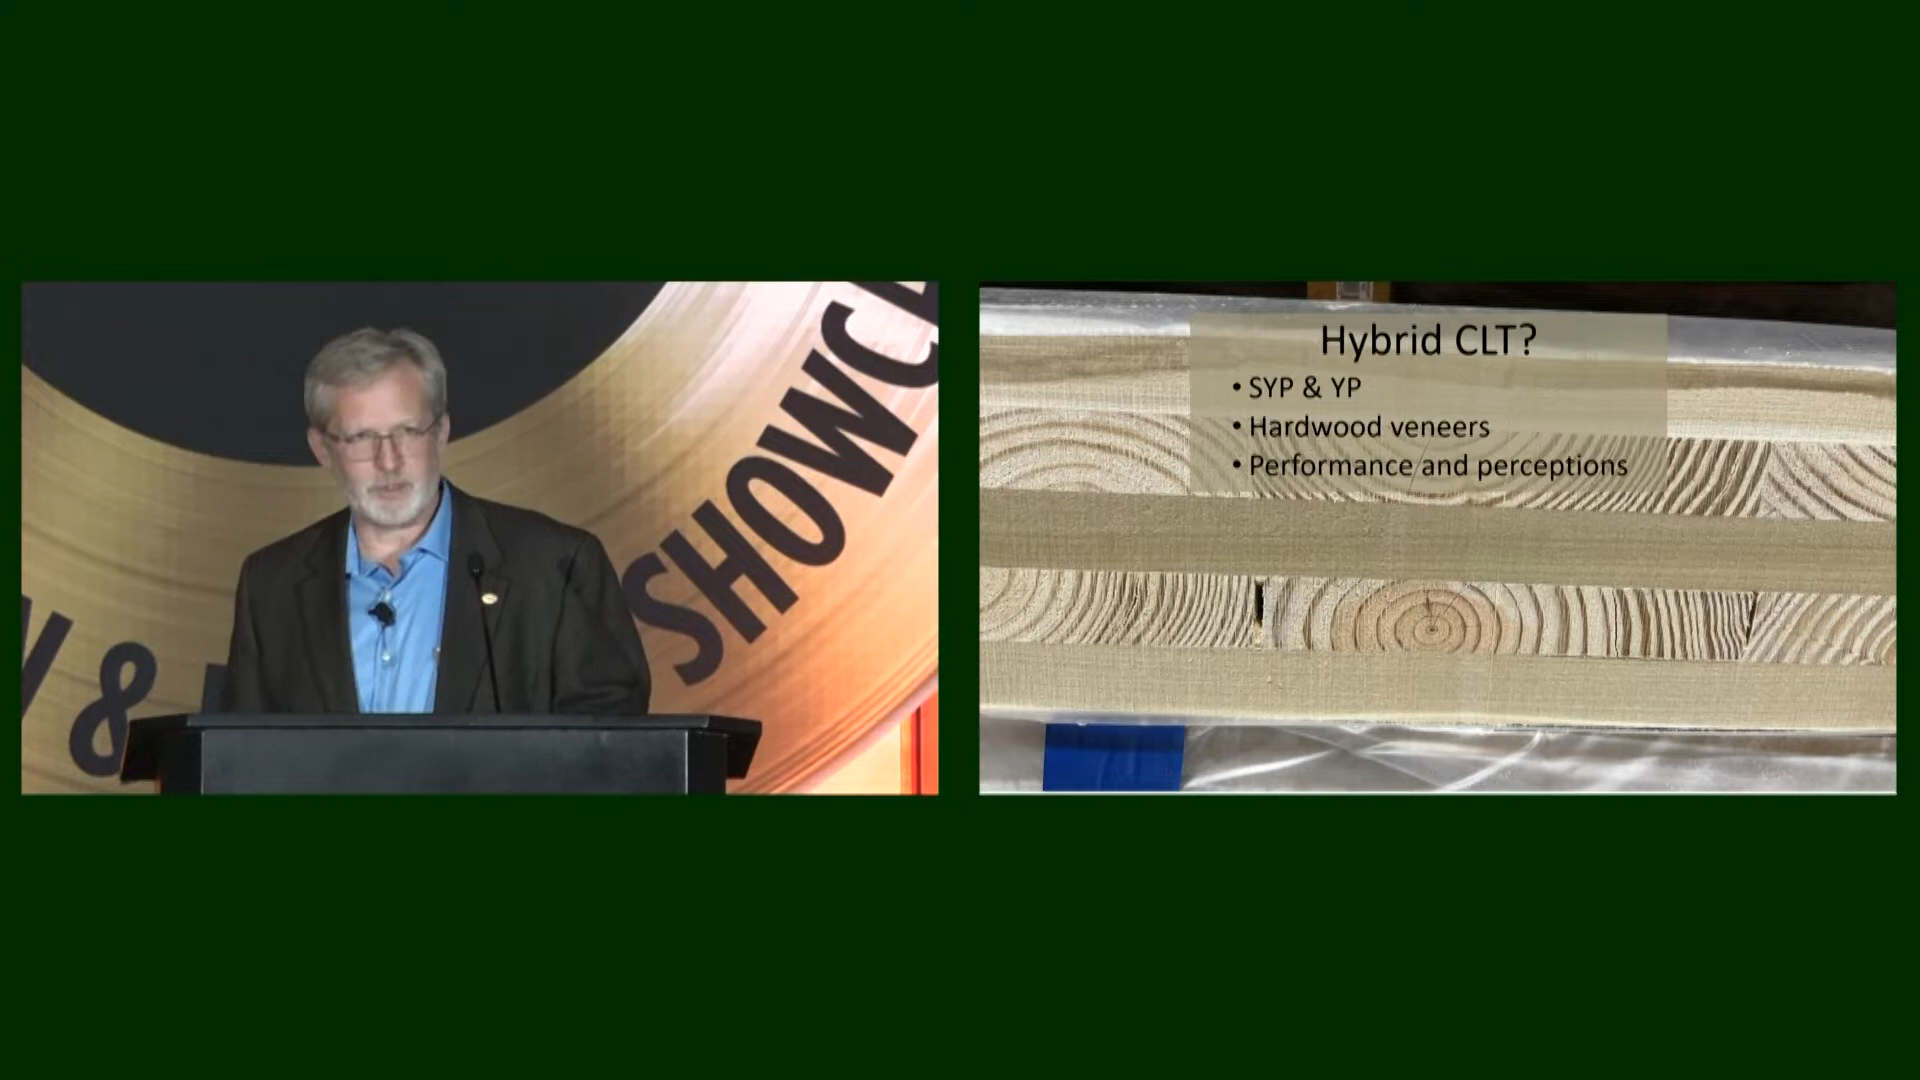 &
SHOWC
Hybrid CLT?
• SYP & YP
• Hardwood veneers
• Performance and perceptions